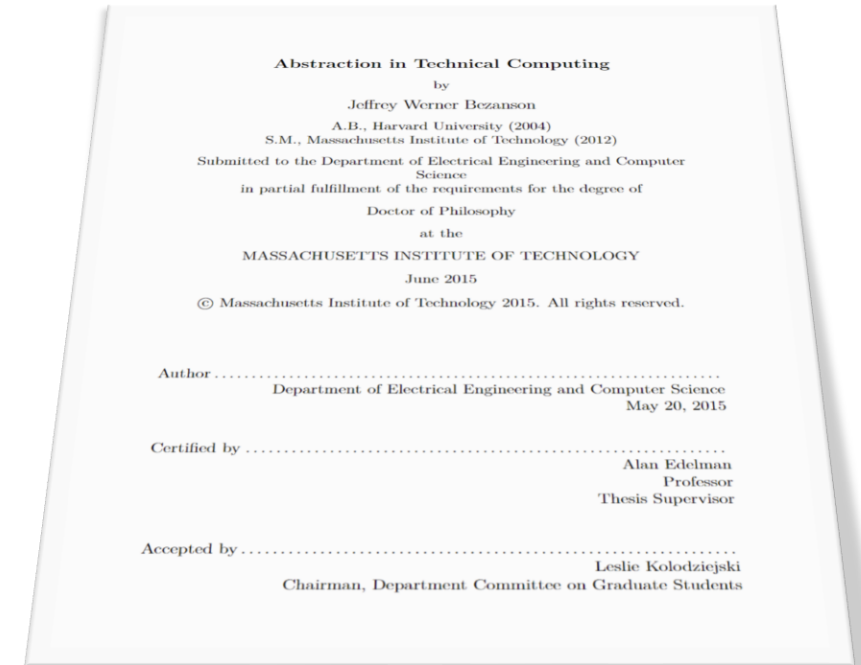 Abstraction in Technical Computing
by
Jeffrey Werner Bezanson
A.B., Harvard University (2004)
S.M., Massachusetts Institute of Technology (2012)
Submitted to the Department of Electrical Engineering and Computer
Science
in partial fulfillment of the requirements for the degree of
Doctor of Philosophy
at the
MASSACHUSETTS INSTITUTE OF TECHNOLOGY
June 2015
© Massachusetts Institute of Technology 2015. All rights reserved.
Author ....................................................................
Department of Electrical Engineering and Computer Science
May 20, 2015
Certified by ................................................................
Alan Edelman
Professor
Thesis Supervisor
Accepted by ................................................................
Leslie Kolodziejski
Chairman, Department Committee on Graduate Students